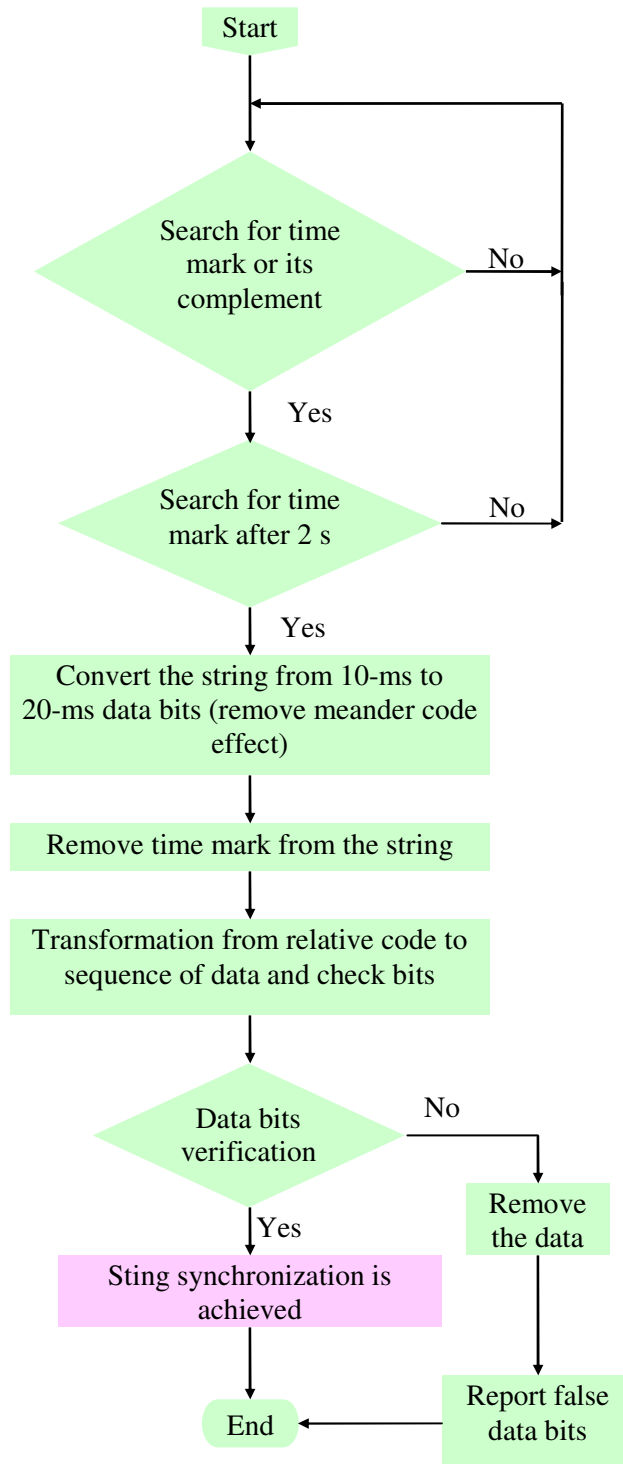 Start
Search for time
mark or its
complement
No
Yes
Search for time
mark after 2 s
No
Yes
Convert the string from 10-ms to
20-ms data bits (remove meander code
effect)
Remove time mark from the string
Transformation from relative code to
sequence of data and check bits
Data bits
verification
No
Yes
Remove
the data
Sting synchronization is
achieved
Report false
data bits
End